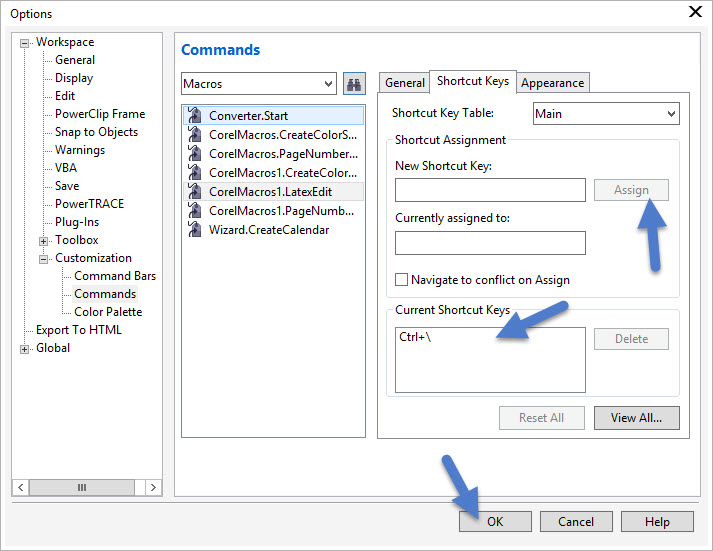 Options
Workspace
General
Display
Edit
PowerClip Frame
Snap to Objects
Warnings
VBA
Save
PowerTRACE
Plug-Ins
Toolbox
Customization
Command Bars
Commands
Color Palette
Export To HTML
Global
Commands
Macros
Converter.Start
CorelMacros.CreateColorS...
CorelMacros.PageNumber...
CorelMacros1.CreateColor...
CorelMacros1.LatexEdit
CorelMacros1.PageNumb...
Wizard.CreateCalendar
General Shortcut Keys Appearance
Shortcut Key Table: Main
Shortcut Assignment
New Shortcut Key:
Assign
Currently assigned to:
Navigate to conflict on Assign
Current Shortcut Keys
Ctrl+\
Delete
Reset All View All...
OK Cancel Help